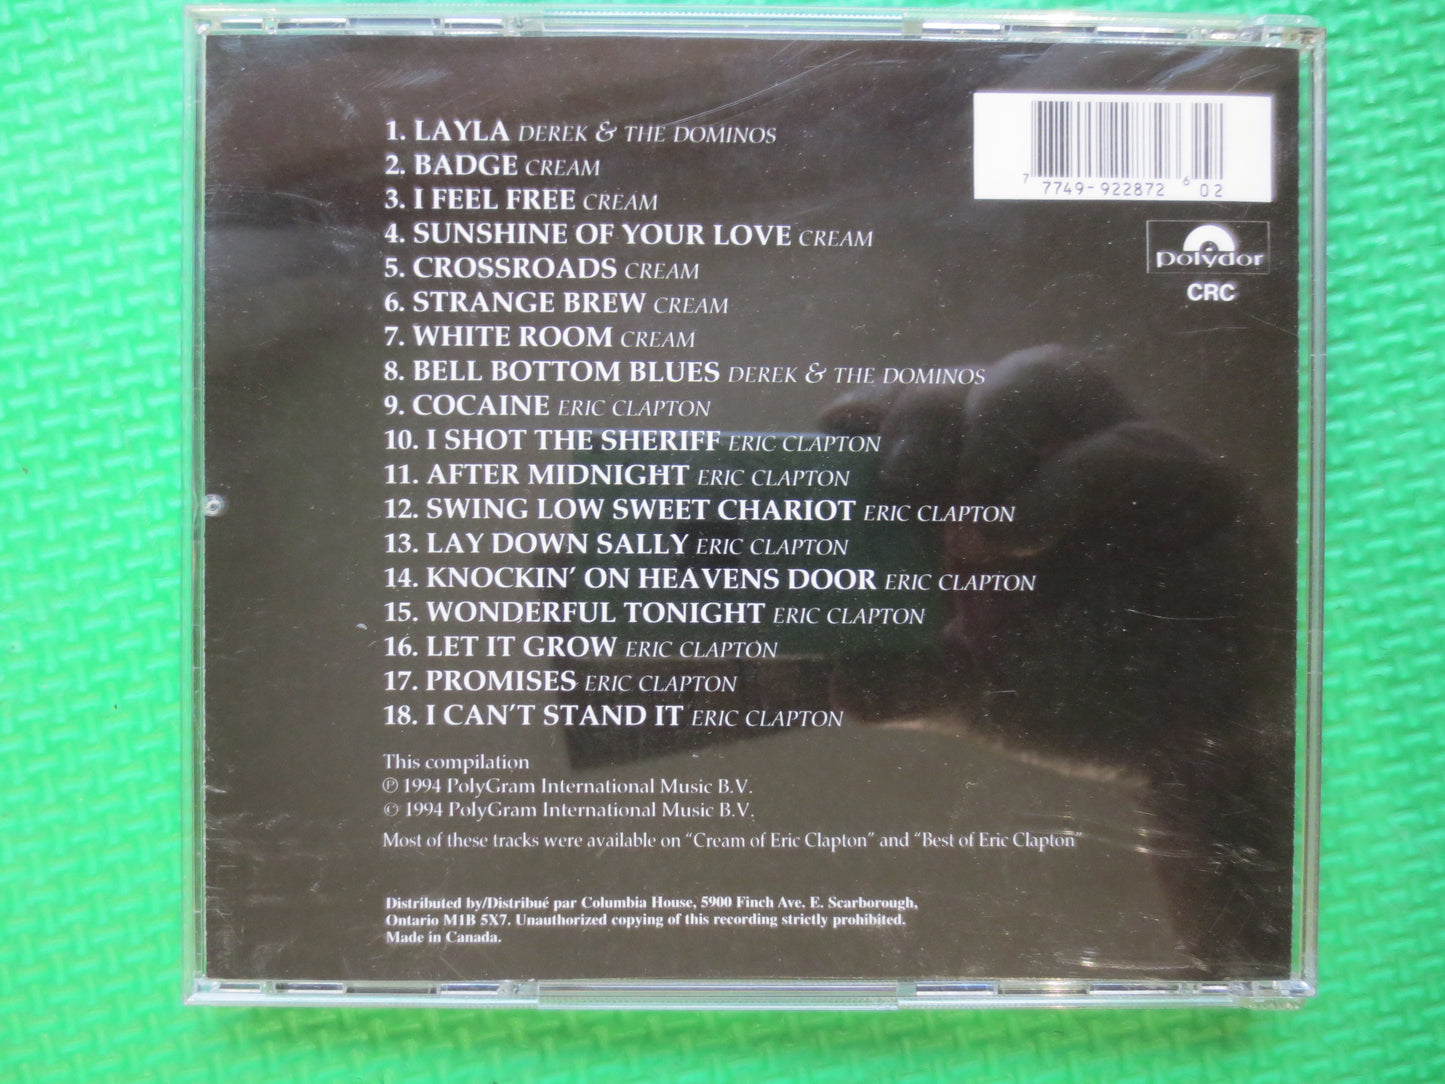 1. LAYLA DEREK & THE DOMINOS
2. BADGE CREAM
3. I FEEL FREE CREAM
4. SUNSHINE OF YOUR LOVE CREAM
5. CROSSROADS CREAM
6. STRANGE BREW CREAM
7. WHITE ROOM CREAM
8. BELL BOTTOM BLUES DEREK & THE DOMINOS
9. COCAINE ERIC CLAPTON
10. I SHOT THE SHERIFF ERIC CLAPTON
11. AFTER MIDNIGHT ERIC CLAPTON
12. SWING LOW SWEET CHARIOT ERIC CLAPTON
13. LAY DOWN SALLY ERIC CLAPTON
14. KNOCKIN' ON HEAVENS DOOR ERIC CLAPTON
15. WONDERFUL TONIGHT ERIC CLAPTON
16. LET IT GROW ERIC CLAPTON
17. PROMISES ERIC CLAPTON
18. I CAN'T STAND IT ERIC CLAPTON
7 7749-922872 6 02
polydor
CRC
This compilation
℗ 1994 PolyGram International Music B.V.
© 1994 PolyGram International Music B.V.
Most of these tracks were available on "Cream of Eric Clapton" and "Best of Eric Clapton"
Distributed by/Distribué par Columbia House, 5900 Finch Ave. E. Scarborough,
Ontario M1B 5X7. Unauthorized copying of this recording strictly prohibited.
Made in Canada.